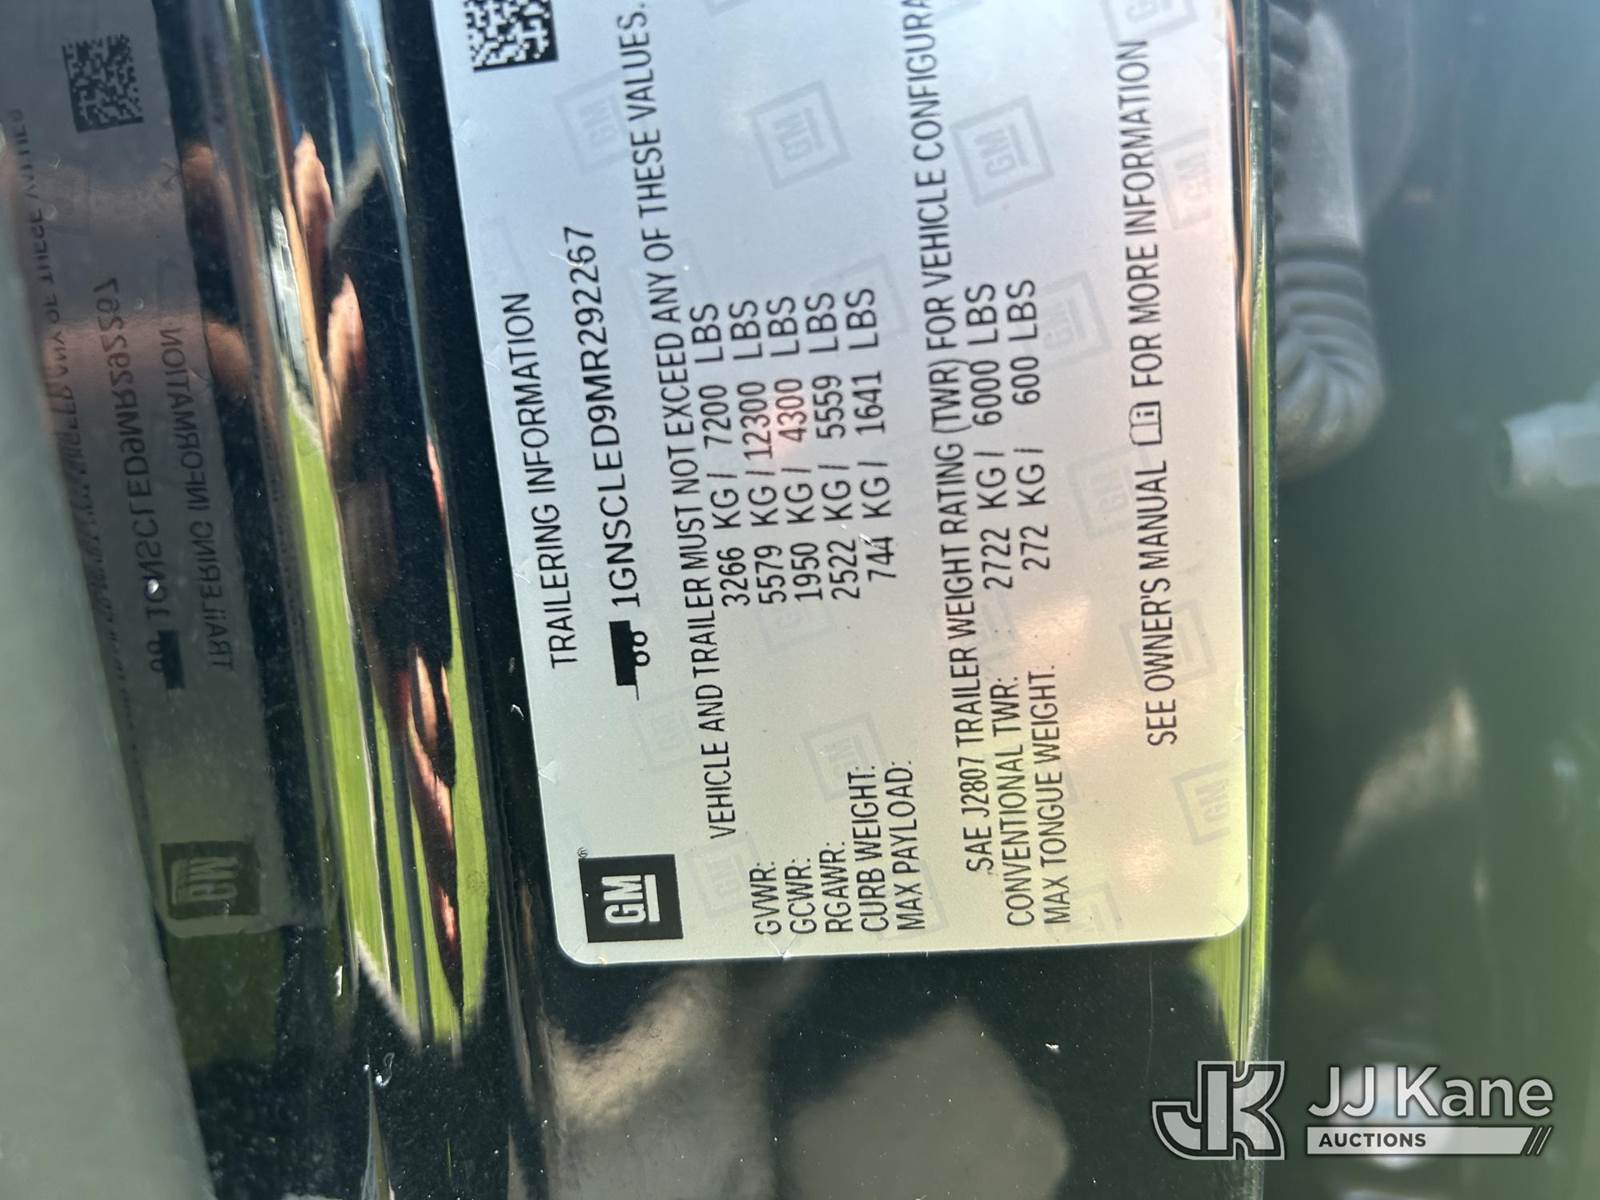 TRAILERING INFORMATION
1GNSCLED9MR292267
GM
VEHICLE AND TRAILER MUST NOT EXCEED ANY OF THESE VALUES.
GVWR: 3266 KG / 7200 LBS
GCWR: 5579 KG / 12300 LBS
RGAWR: 1950 KG / 4300 LBS
CURB WEIGHT: 2522 KG / 5559 LBS
MAX PAYLOAD: 744 KG / 1641 LBS
SAE J2807 TRAILER WEIGHT RATING (TWR) FOR VEHICLE CONFIGURA
CONVENTIONAL TWR: 2722 KG / 6000 LBS
MAX TONGUE WEIGHT: 272 KG / 600 LBS
SEE OWNER'S MANUAL FOR MORE INFORMATION
JK JJ Kane
AUCTIONS